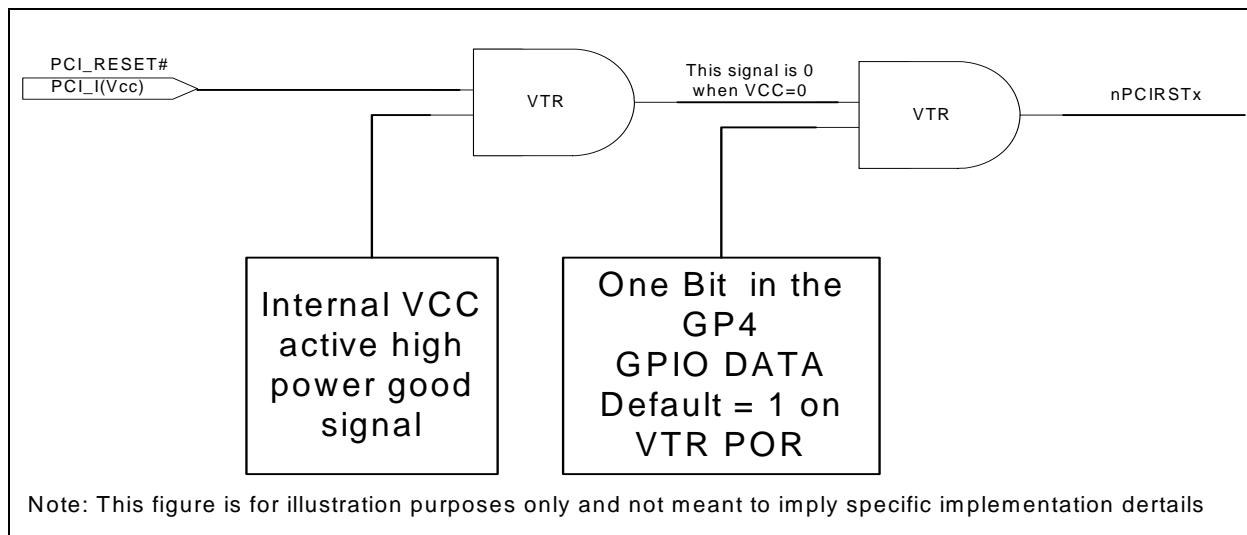 PCI_RESET#
PCI_I(Vcc)
VTR
This signal is 0
when VCC=0
VTR
nPCIRSTx
Internal VCC
active high
power good
signal
One Bit in the
GP4
GPIO DATA
Default = 1 on
VTR POR
Note: This figure is for illustration purposes only and not meant to imply specific implementation dertails